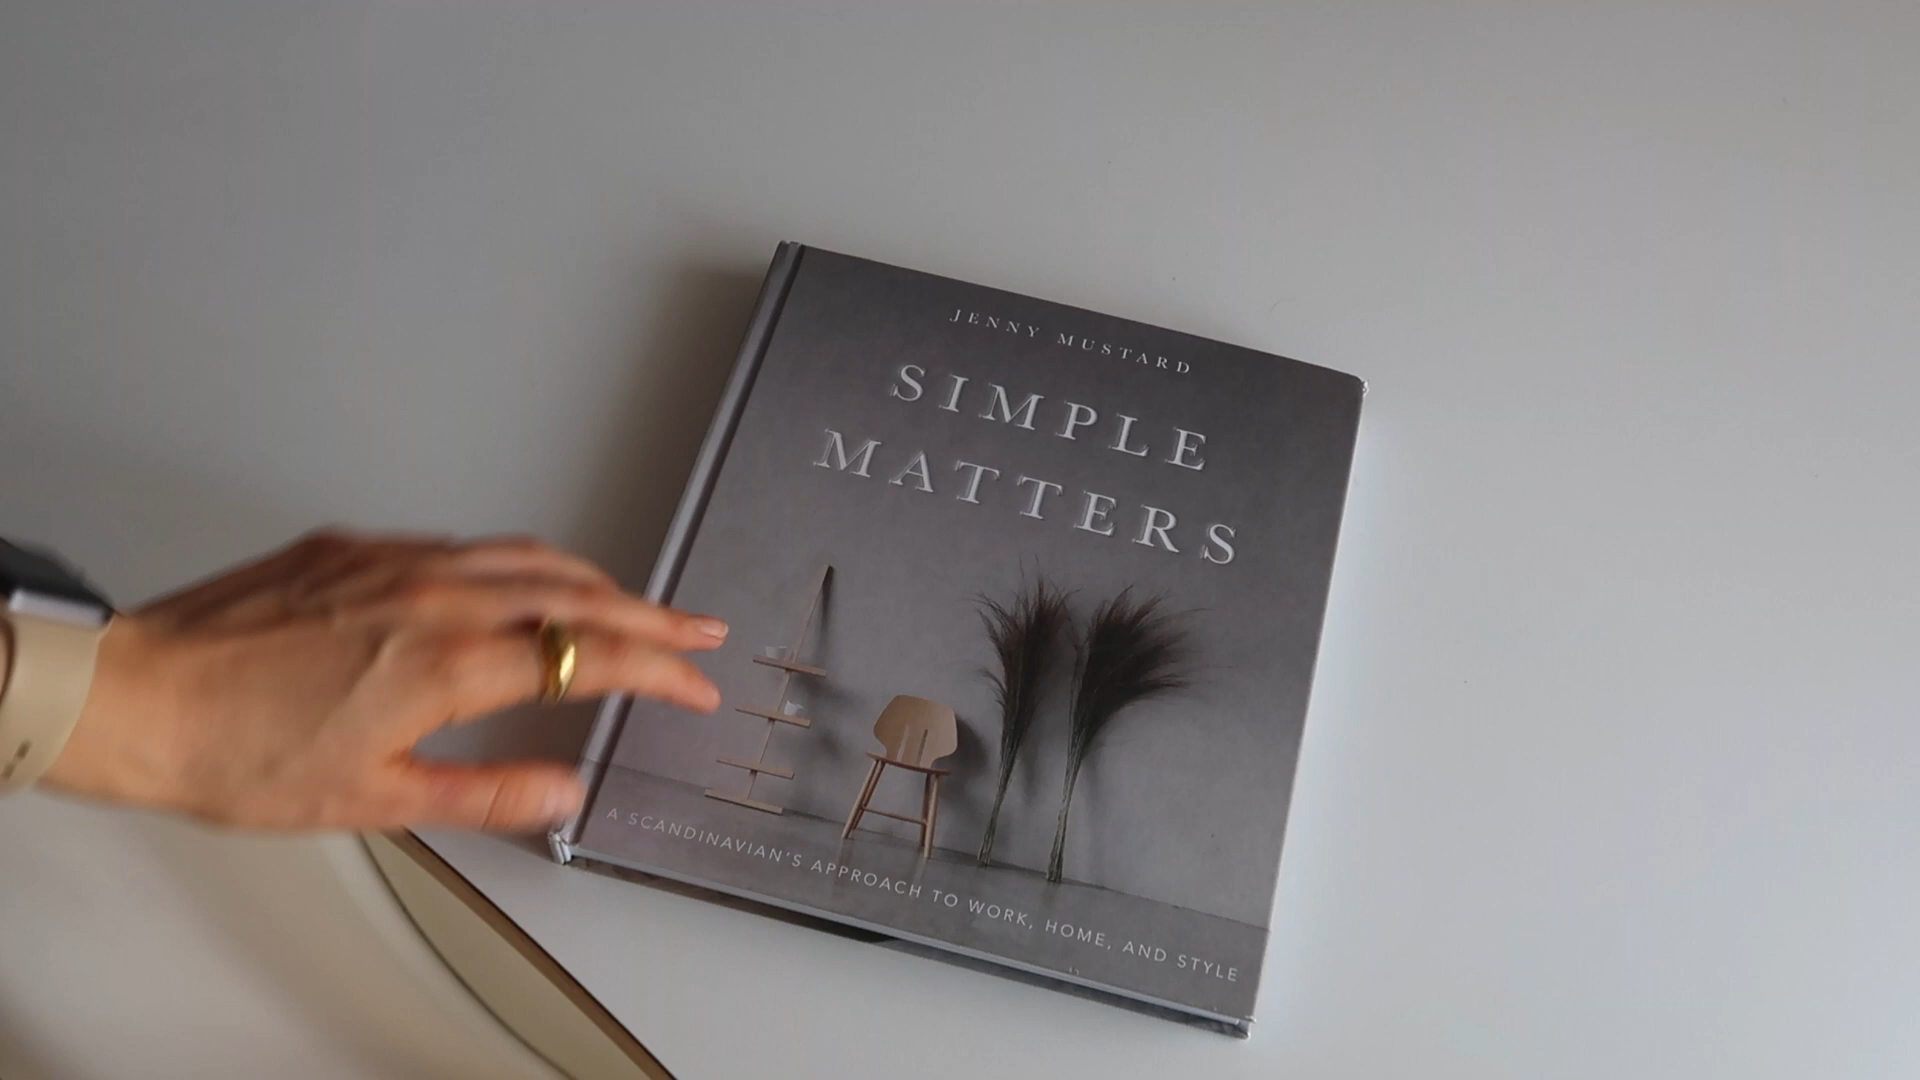 JENNY MUSTARD
SIMPLE
MATTERS
A SCANDINAVIAN'S APPROACH TO WORK, HOME, AND STYLE